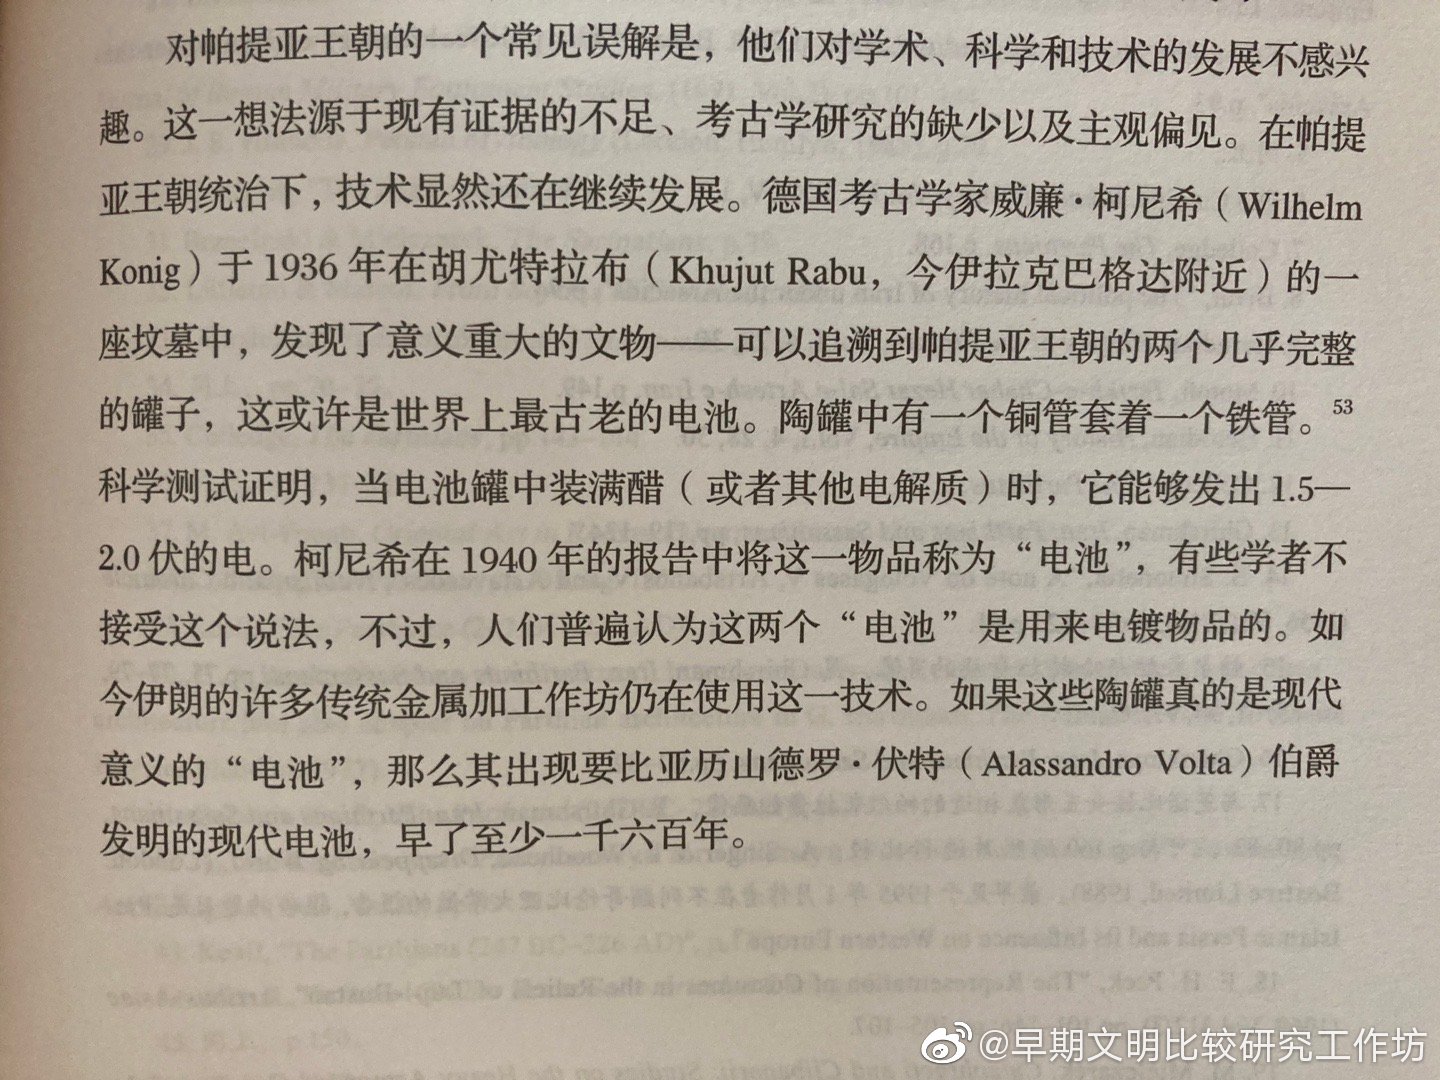 对帕提亚王朝的一个常见误解是，他们对学术、科学和技术的发展不感兴
趣。这一想法源于现有证据的不足、考古学研究的缺少以及主观偏见。在帕提
亚王朝统治下，技术显然还在继续发展。德国考古学家威廉·柯尼希（Wilhelm
Konig）于 1936 年在胡尤特拉布（Khujut Rabu，今伊拉克巴格达附近）的一
座坟墓中，发现了意义重大的文物——可以追溯到帕提亚王朝的两个几乎完整
的罐子，这或许是世界上最古老的电池。陶罐中有一个铜管套着一个铁管。53
科学测试证明，当电池罐中装满醋（或者其他电解质）时，它能够发出 1.5—
2.0 伏的电。柯尼希在 1940 年的报告中将这一物品称为“电池”，有些学者不
接受这个说法，不过，人们普遍认为这两个“电池”是用来电镀物品的。如
今伊朗的许多传统金属加工作坊仍在使用这一技术。如果这些陶罐真的是现代
意义的“电池”，那么其出现要比亚历山德罗·伏特（Alassandro Volta）伯爵
发明的现代电池，早了至少一千六百年。
@早期文明比较研究工作坊